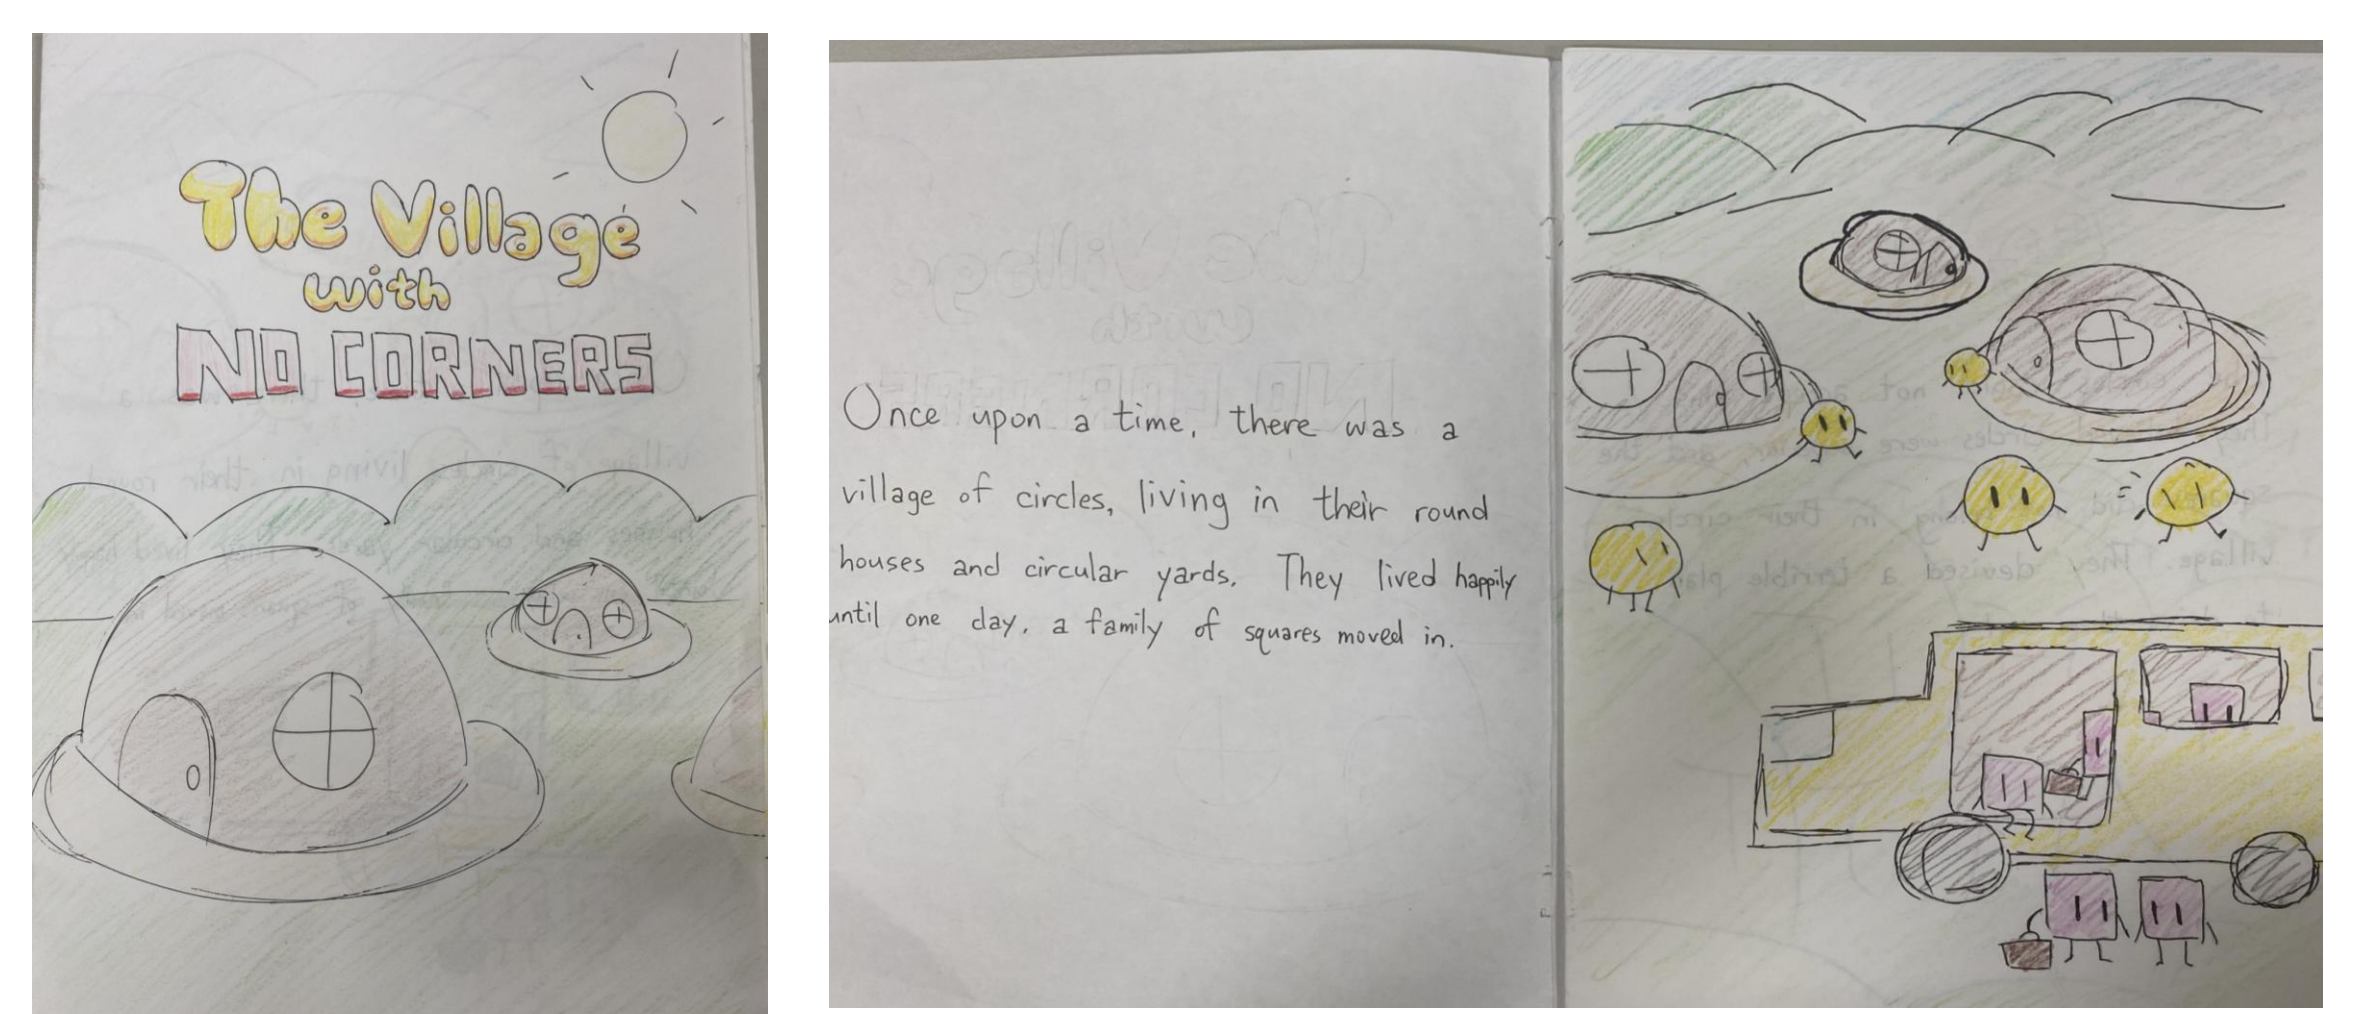 The Village
with
NO CORNERS
Once upon a time, there was a
village of circles, living in their round
houses and circular yards. They lived happily
until one day, a family of squares moved in.